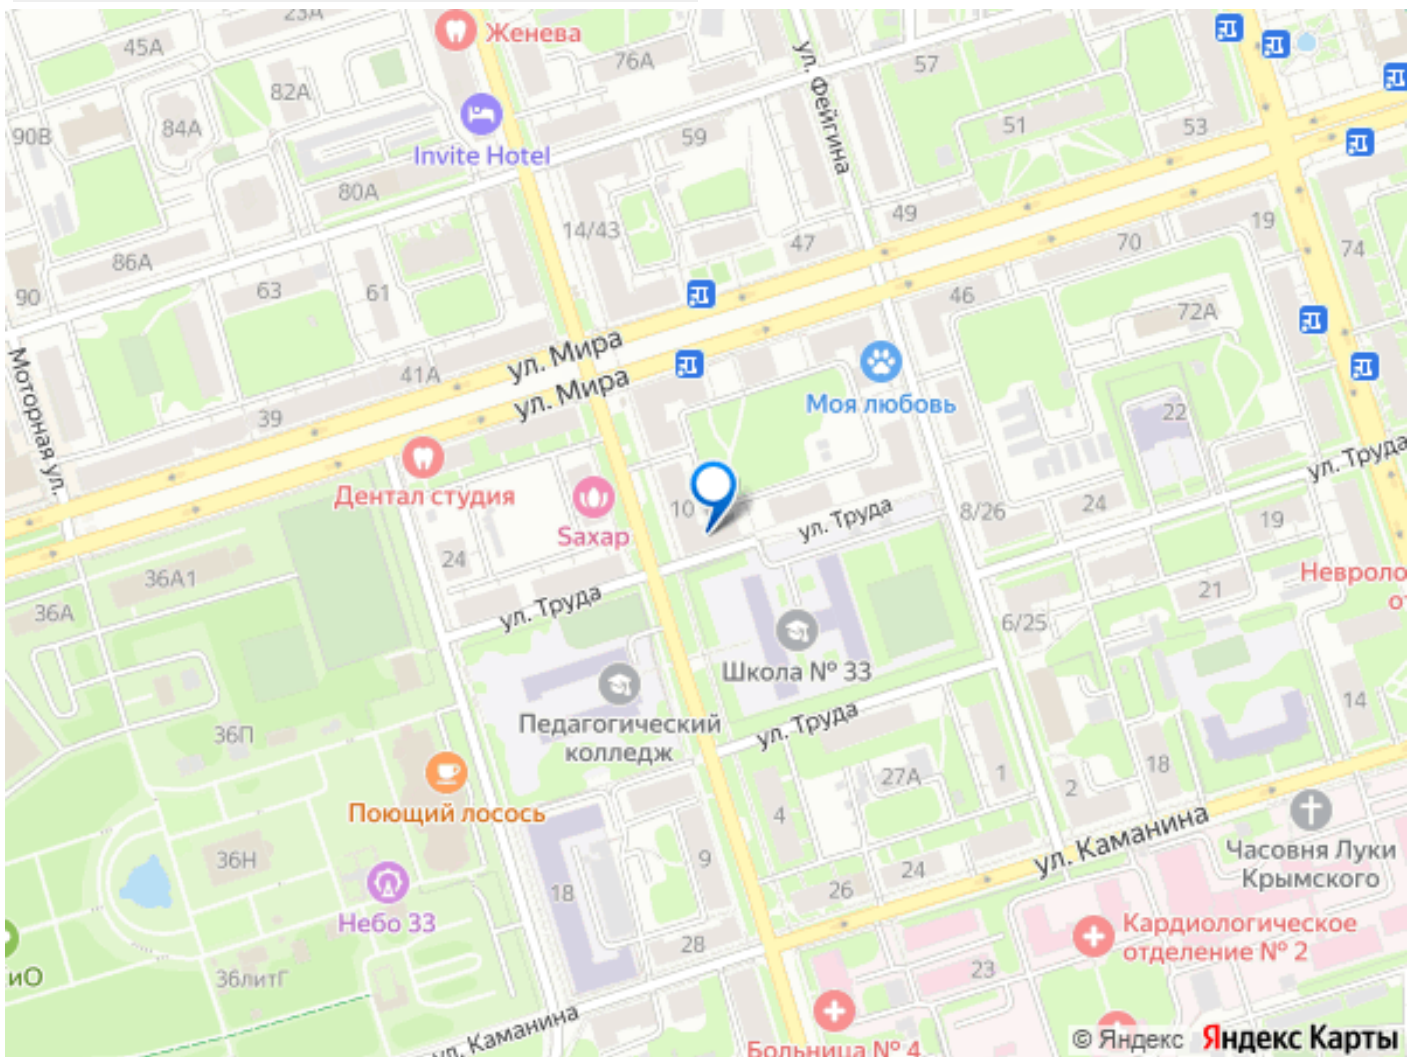 23А
Женева
45А
76А
ул. Фейгина
57
82А
90В
84А
Invite Hotel
59
51
53
80А
14/43
47
49
70
19
74
86А
90
63
61
46
72А
ул. Мира
ул. Мира
41А
39
Моторная ул.
Моя любовь
22
Дентал студия
Saxap
10
ул. Труда
8/26
24
19
ул. Труда
24
36А1
36А
ул. Труда
6/25
21
Невроло
от
Школа № 33
Педагогический
колледж
ул. Труда
14
36П
27А
1
2
18
Поющий лосось
4
ул. Каманина
Часовня Луки
Крымского
36Н
9
24
26
18
Небо 33
28
Кардиологическое
отделение № 2
иО
36литГ
23
ул. Каманина
Больница № 4
© Яндекс Яндекс Карты